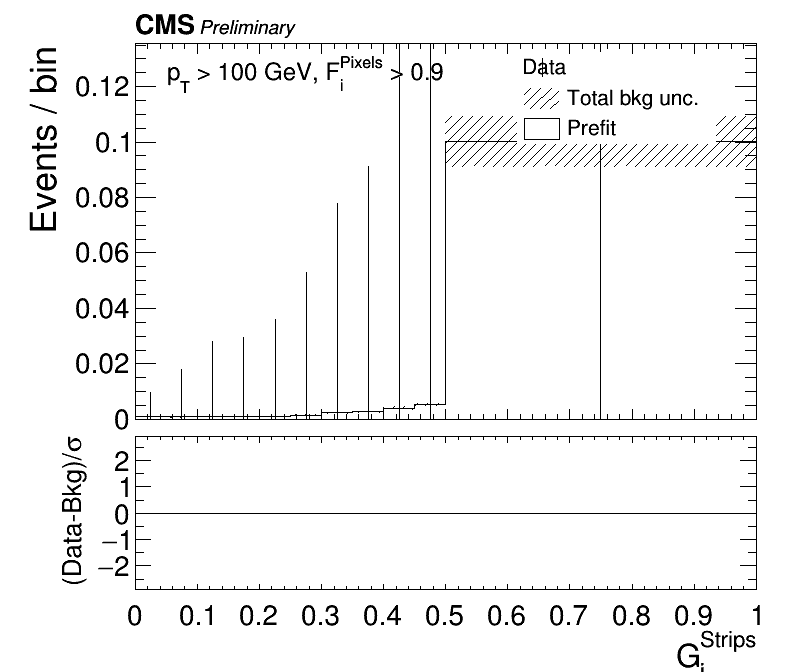 CMS Preliminary
p_T > 100 GeV, F_i^Pixels > 0.9
Data
Total bkg unc.
Prefit
Events / bin
0.12
0.1
0.08
0.06
0.04
0.02
0
(Data-Bkg)/σ
2
1
0
−1
−2
0 0.1 0.2 0.3 0.4 0.5 0.6 0.7 0.8 0.9 1
G_i^Strips